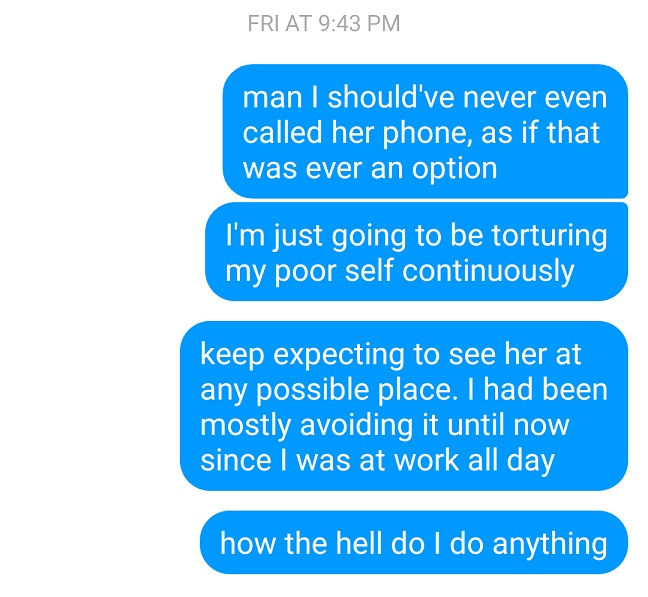 FRI AT 9:43 PM
man I should've never even
called her phone, as if that
was ever an option
I'm just going to be torturing
my poor self continuously
keep expecting to see her at
any possible place. I had been
mostly avoiding it until now
since I was at work all day
how the hell do I do anything